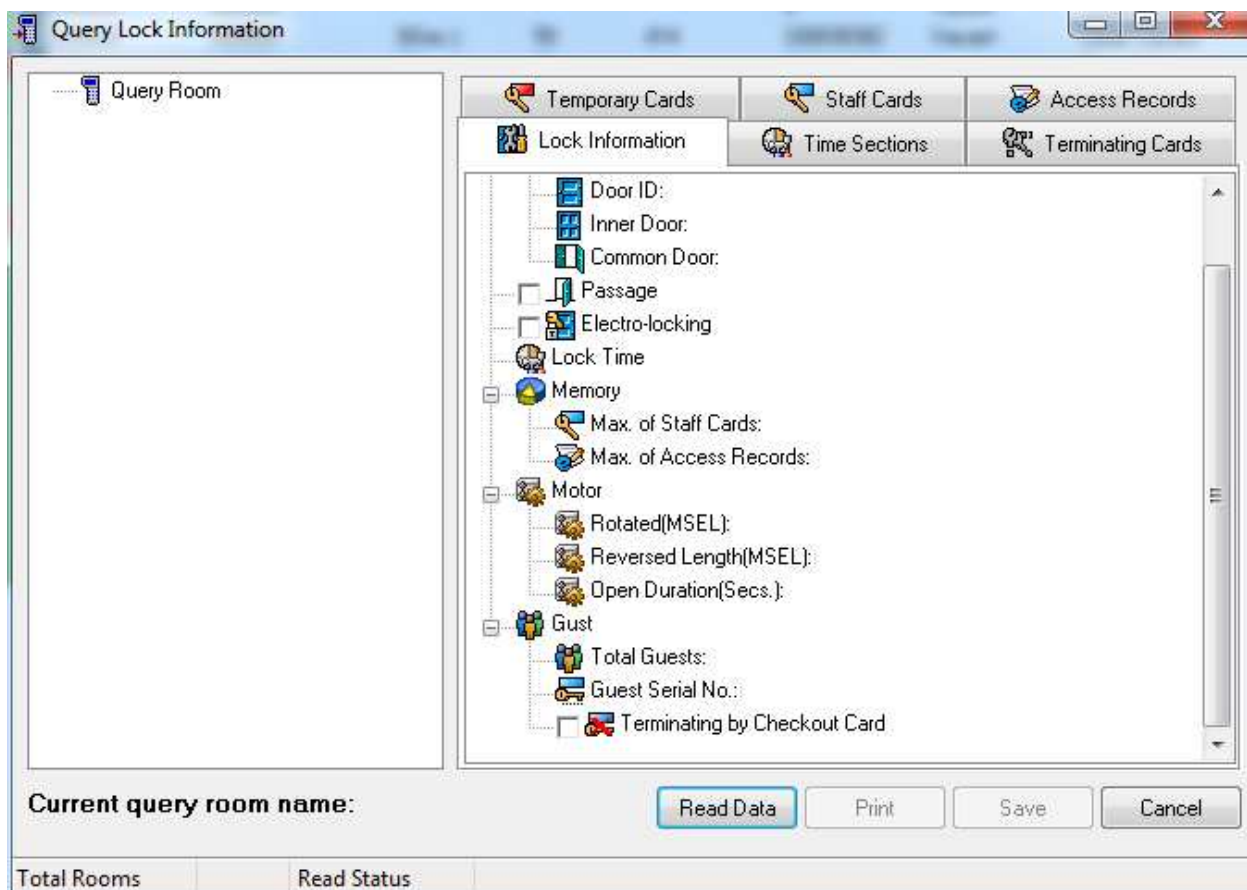 Query Lock Information
Query Room
Temporary Cards
Staff Cards
Access Records
Lock Information
Time Sections
Terminating Cards
Door ID:
Inner Door:
Common Door:
Passage
Electro-locking
Lock Time
Memory
Max. of Staff Cards:
Max. of Access Records:
Motor
Rotated(MSEL):
Reversed Length(MSEL):
Open Duration(Secs.):
Gust
Total Guests:
Guest Serial No.:
Terminating by Checkout Card
Current query room name:
Read Data
Print
Save
Cancel
Total Rooms
Read Status